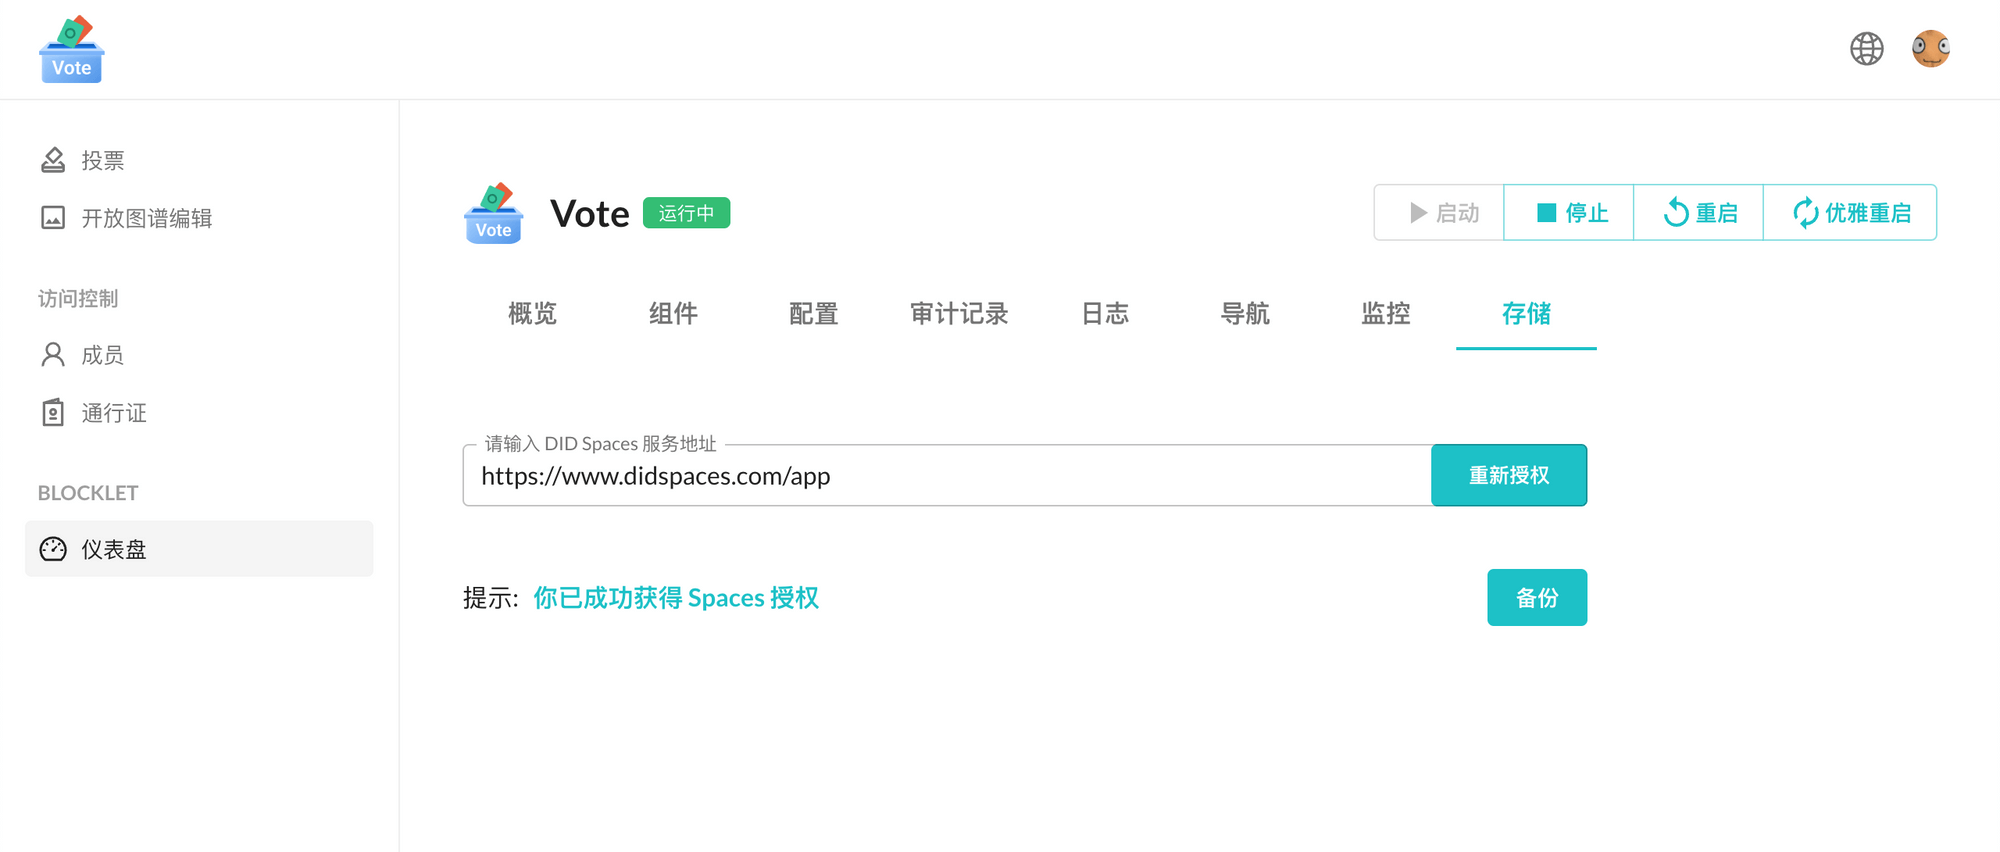 Vote
投票
开放图谱编辑
访问控制
成员
通行证
BLOCKLET
仪表盘
Vote
Vote 运行中
启动 停止 重启 优雅重启
概览 组件 配置 审计记录 日志 导航 监控 存储
请输入 DID Spaces 服务地址
https://www.didspaces.com/app 重新授权
提示: 你已成功获得 Spaces 授权 备份